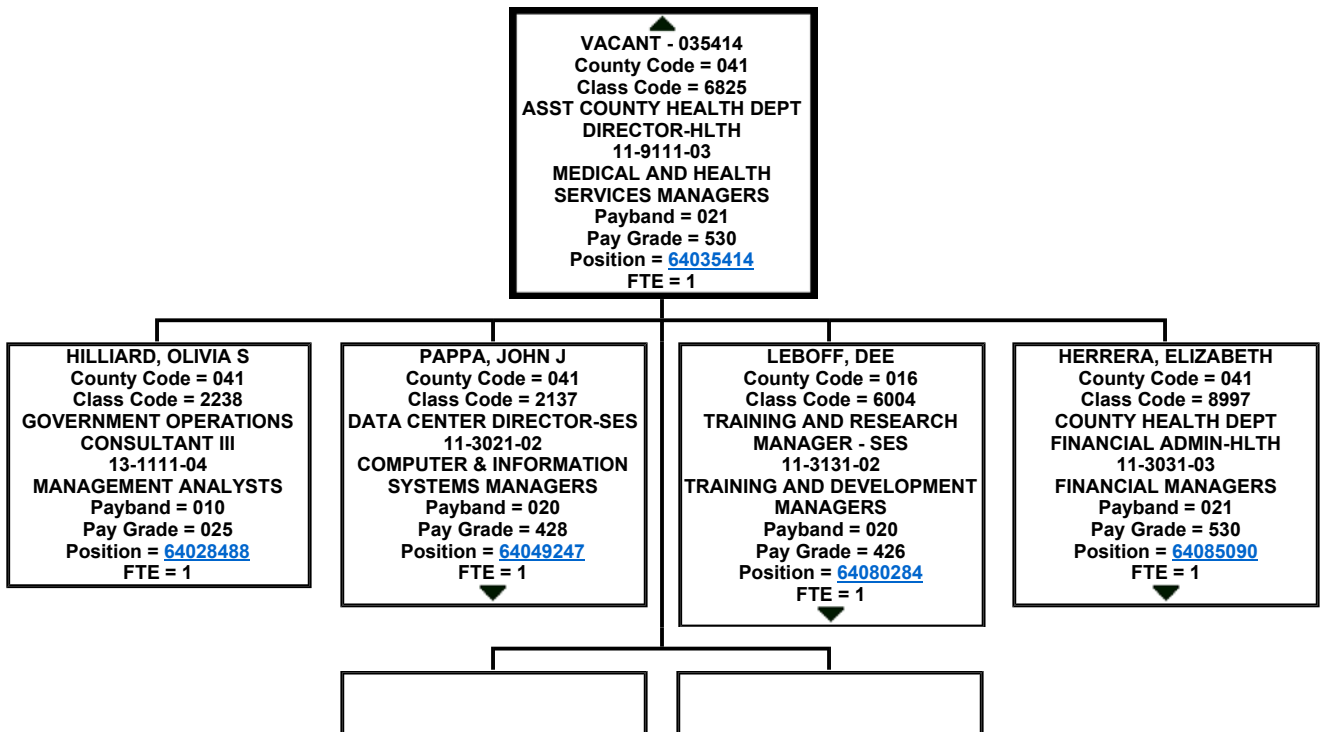 VACANT - 035414
County Code = 041
Class Code = 6825
ASST COUNTY HEALTH DEPT
DIRECTOR-HLTH
11-9111-03
MEDICAL AND HEALTH
SERVICES MANAGERS
Payband = 021
Pay Grade = 530
Position = 64035414
FTE = 1
HILLIARD, OLIVIA S
County Code = 041
Class Code = 2238
GOVERNMENT OPERATIONS
CONSULTANT III
13-1111-04
MANAGEMENT ANALYSTS
Payband = 010
Pay Grade = 025
Position = 64028488
FTE = 1
PAPPA, JOHN J
County Code = 041
Class Code = 2137
DATA CENTER DIRECTOR-SES
11-3021-02
COMPUTER & INFORMATION
SYSTEMS MANAGERS
Payband = 020
Pay Grade = 428
Position = 64049247
FTE = 1
LEBOFF, DEE
County Code = 016
Class Code = 6004
TRAINING AND RESEARCH
MANAGER - SES
11-3131-02
TRAINING AND DEVELOPMENT
MANAGERS
Payband = 020
Pay Grade = 426
Position = 64080284
FTE = 1
HERRERA, ELIZABETH
County Code = 041
Class Code = 8997
COUNTY HEALTH DEPT
FINANCIAL ADMIN-HLTH
11-3031-03
FINANCIAL MANAGERS
Payband = 021
Pay Grade = 530
Position = 64085090
FTE = 1